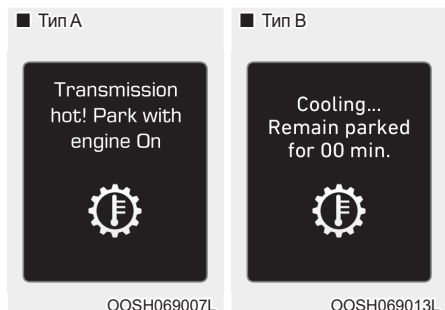 ■ Тип A
Transmission
hot! Park with
engine On
OOSH069007L
■ Тип B
Cooling...
Remain parked
for 00 min.
OOSH069013L